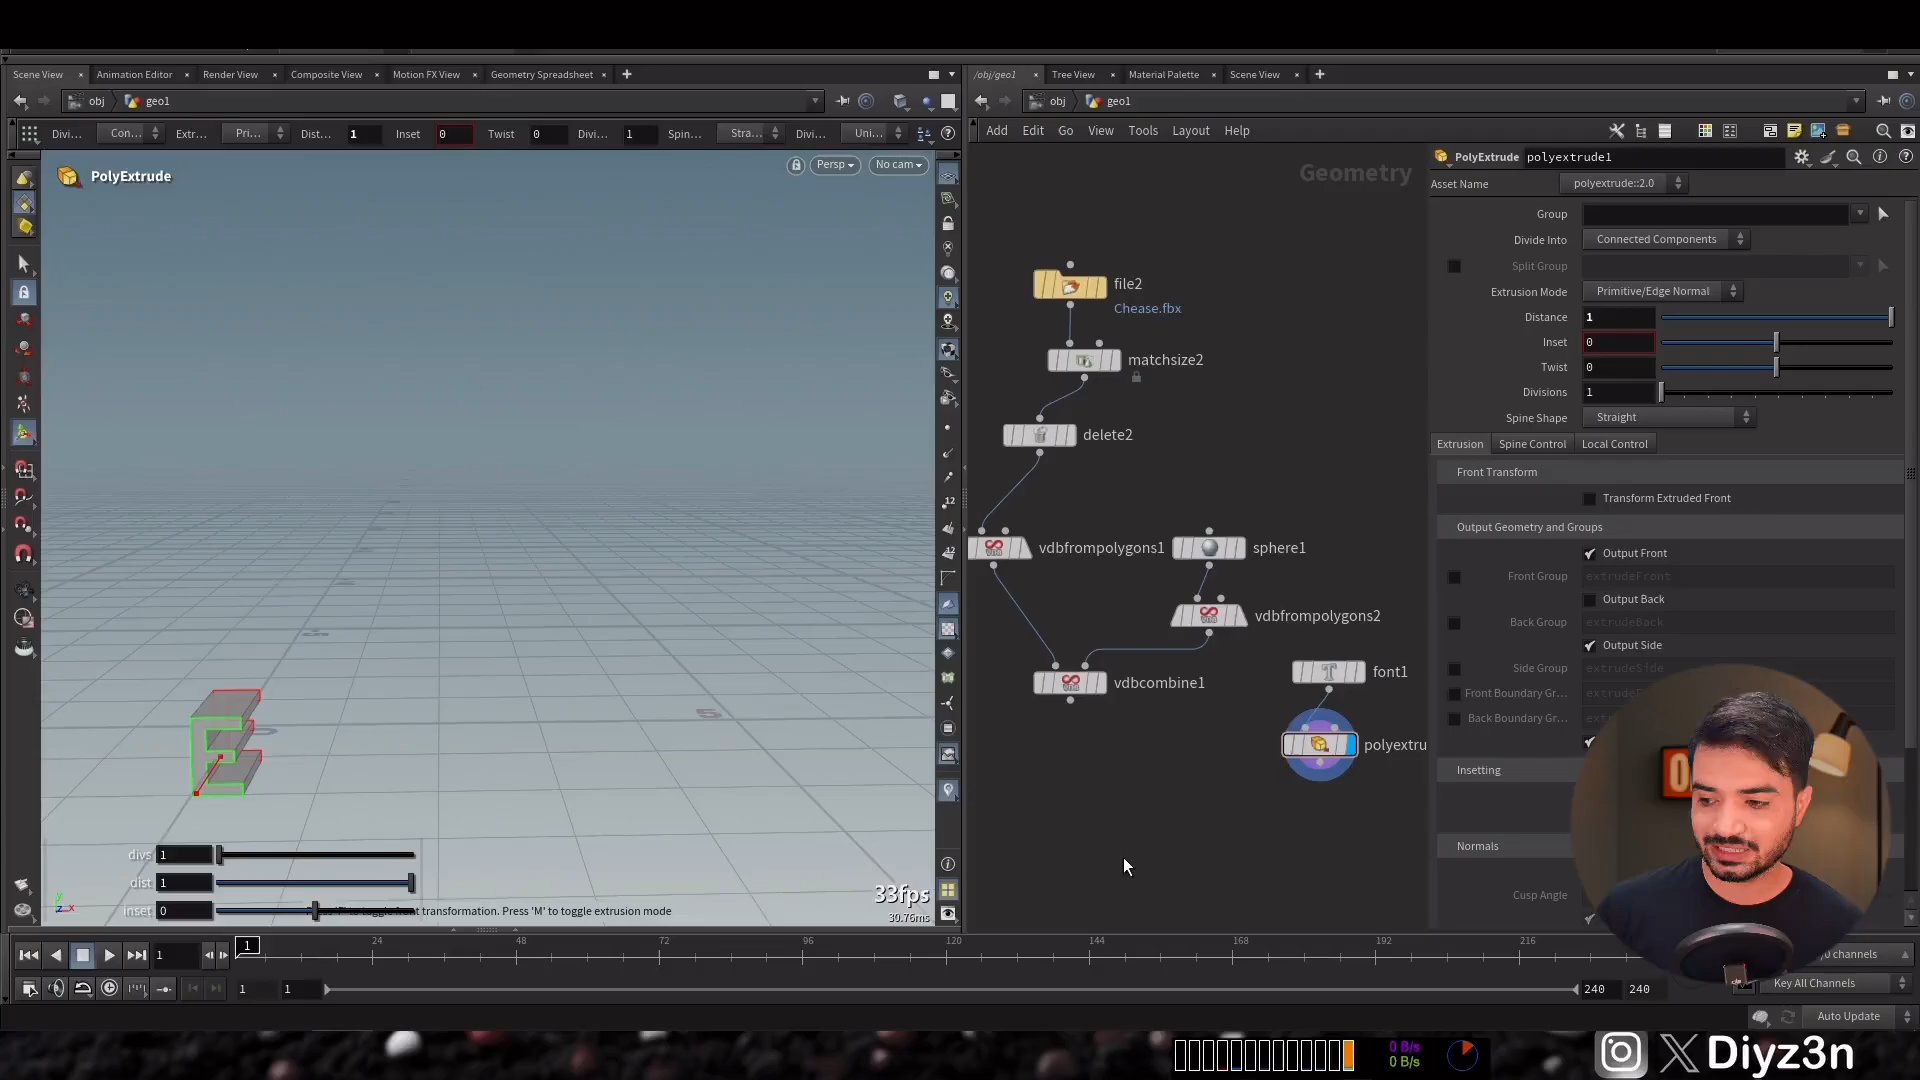 Scene View
Animation Editor
Render View
Composite View
Motion FX View
Geometry Spreadsheet
/obj/geo1
Tree View
Material Palette
Scene View
obj
geo1
obj
geo1
Divi...
Con...
Extr...
Pri...
Dist...
1
Inset
0
Twist
0
Divi...
1
Spin...
Stra...
Divi...
Uni...
Add
Edit
Go
View
Tools
Layout
Help
PolyExtrude
Persp
No cam
Geometry
PolyExtrude
polyextrude1
Asset Name
polyextrude::2.0
Group
Divide Into
Connected Components
Split Group
Extrusion Mode
Primitive/Edge Normal
Distance
1
Inset
0
Twist
0
Divisions
1
Spine Shape
Straight
Extrusion
Spine Control
Local Control
Front Transform
Transform Extruded Front
Output Geometry and Groups
Output Front
Front Group
extrudeFront
Output Back
Back Group
extrudeBack
Output Side
Side Group
extrudeSide
Front Boundary Gr...
Back Boundary Gr...
Insetting
Normals
Cusp Angle
file2
Chease.fbx
matchsize2
delete2
vdbfrompolygons1
sphere1
vdbfrompolygons2
vdbcombine1
font1
polyextru
12
12
5
E
divs
1
dist
1
inset
0
transformation. Press 'M' to toggle extrusion mode
33fps
30.76ms
1
1
24
48
72
96
120
144
168
192
216
1
1
240
240
channels
Key All Channels
Auto Update
0 B/s
0 B/s
Diyz3n